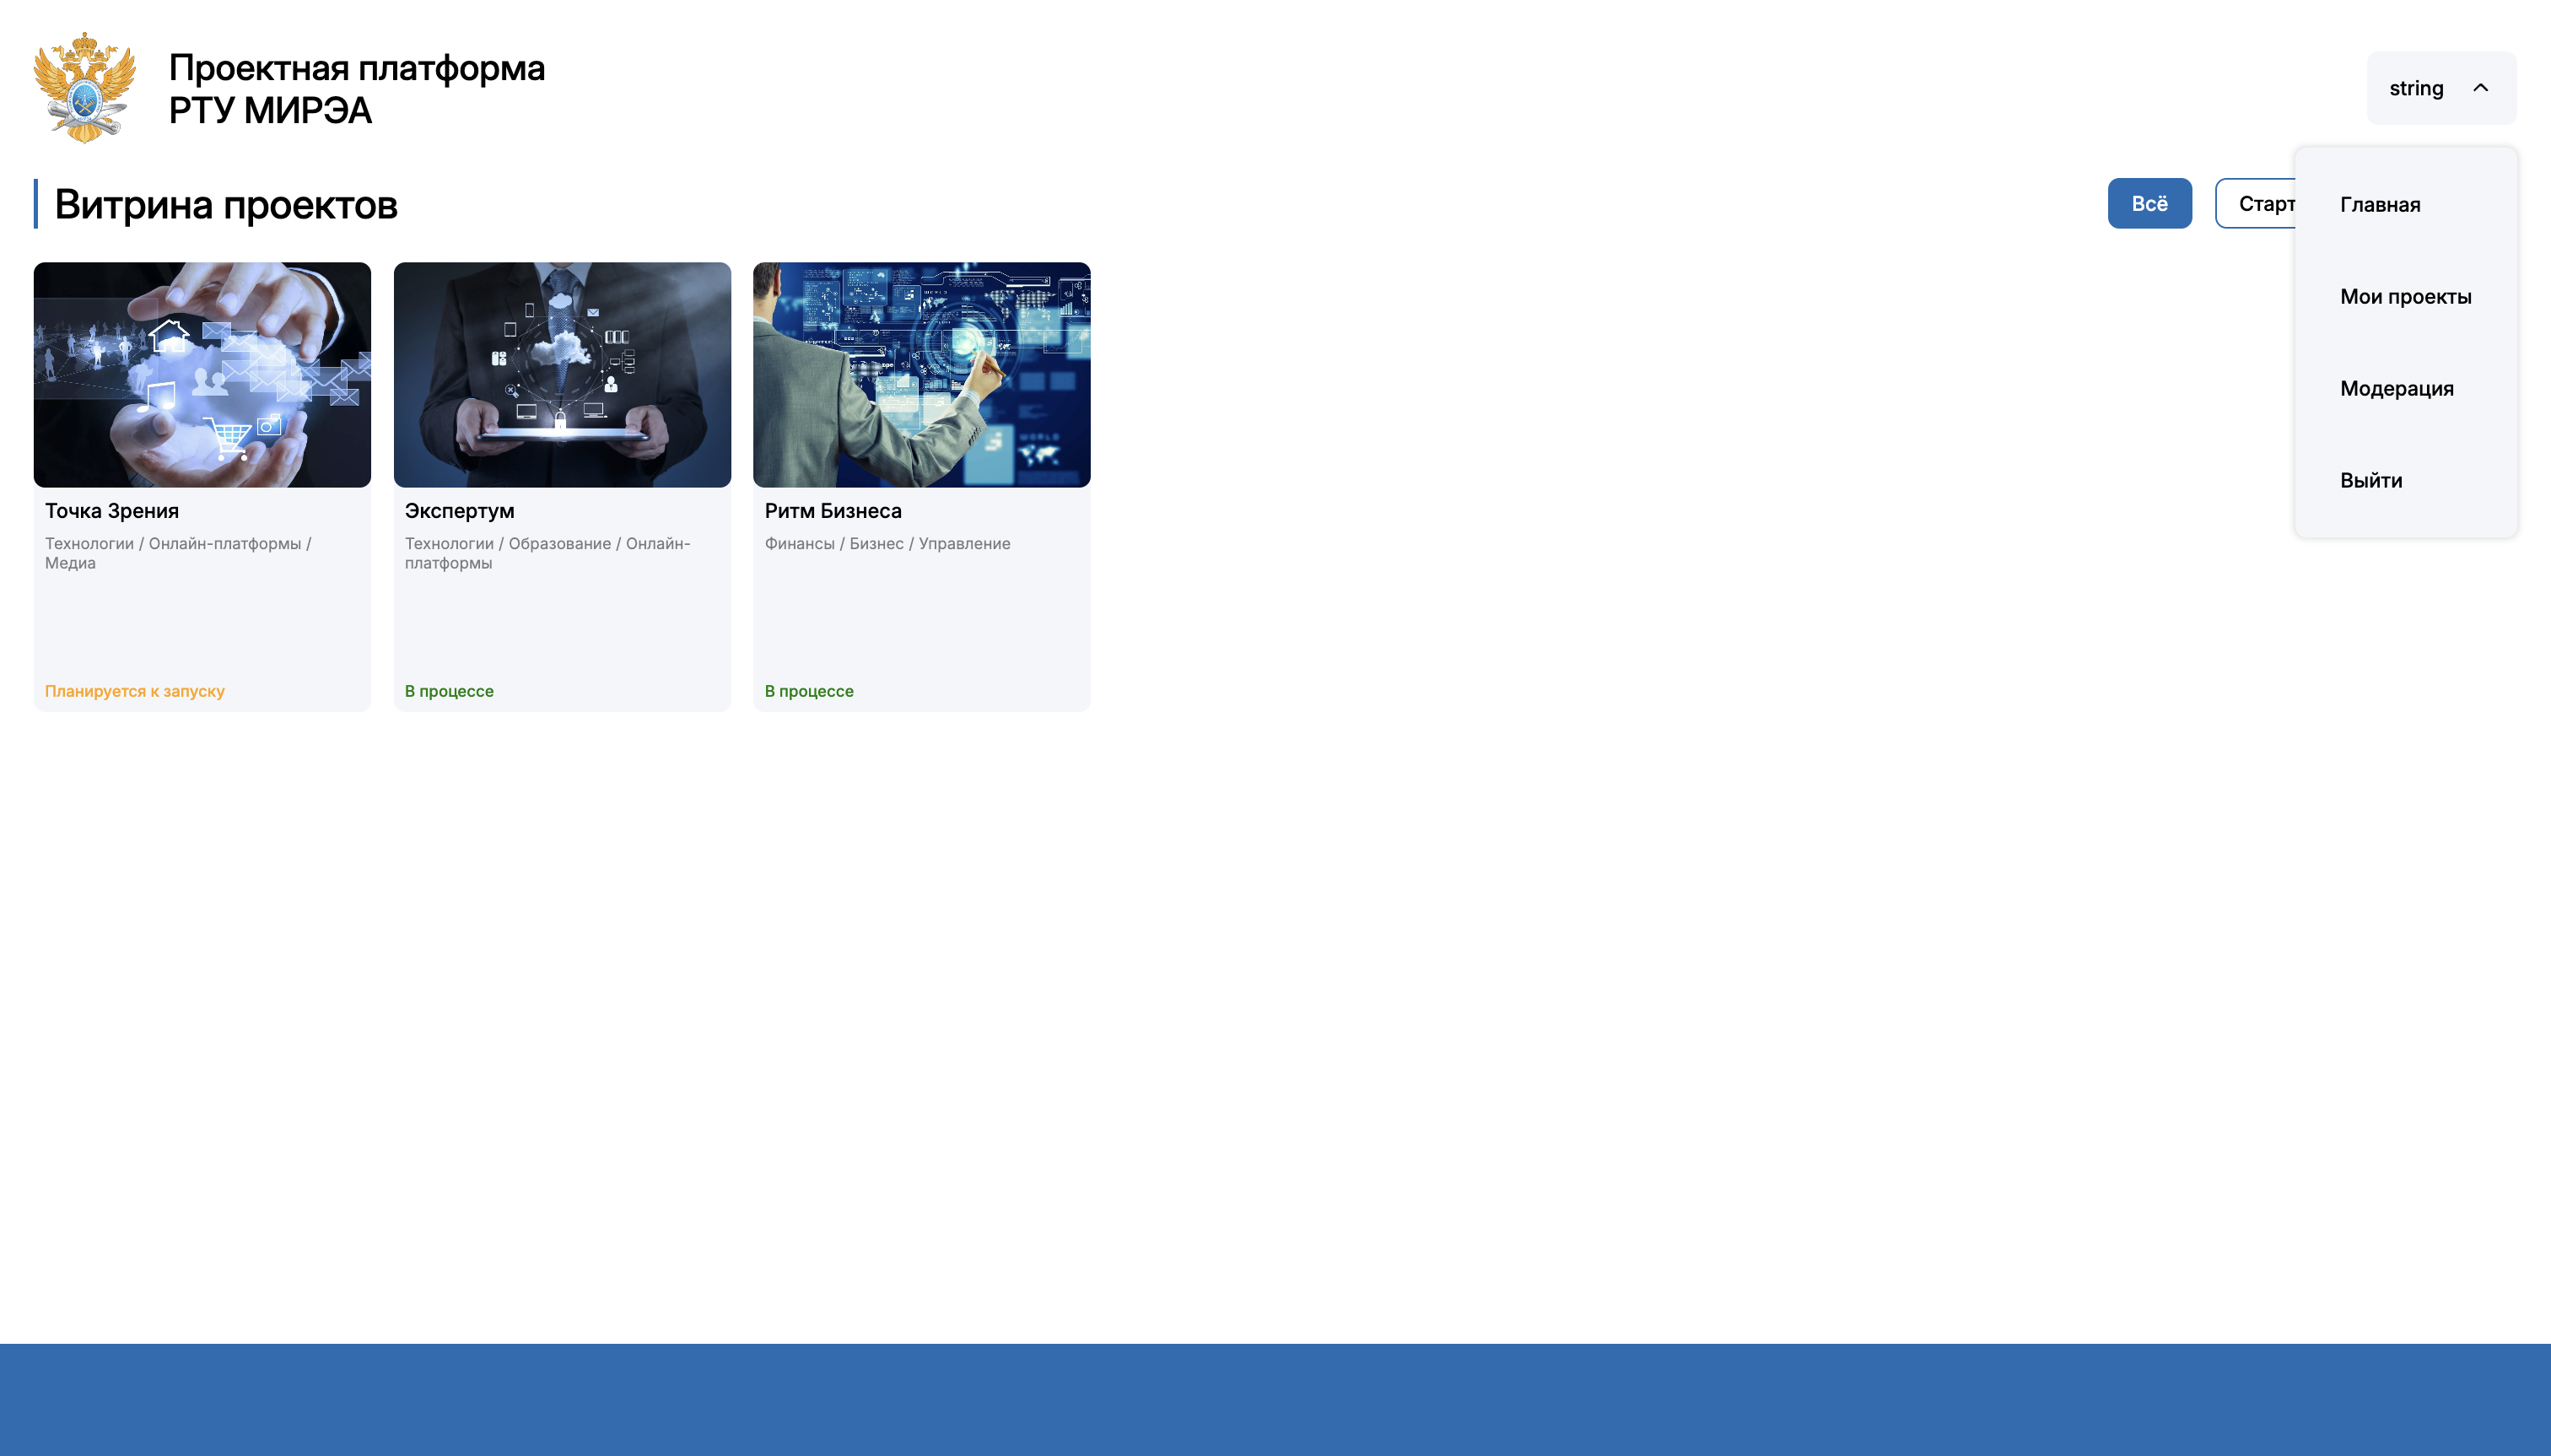 Проектная платформа
РТУ МИРЭА
string
Витрина проектов
Всё
Старт
Главная
Мои проекты
Модерация
Выйти
Точка Зрения
Технологии / Онлайн-платформы /
Медиа
Планируется к запуску
Экспертум
Технологии / Образование / Онлайн-
платформы
В процессе
WORLD
Ритм Бизнеса
Финансы / Бизнес / Управление
В процессе